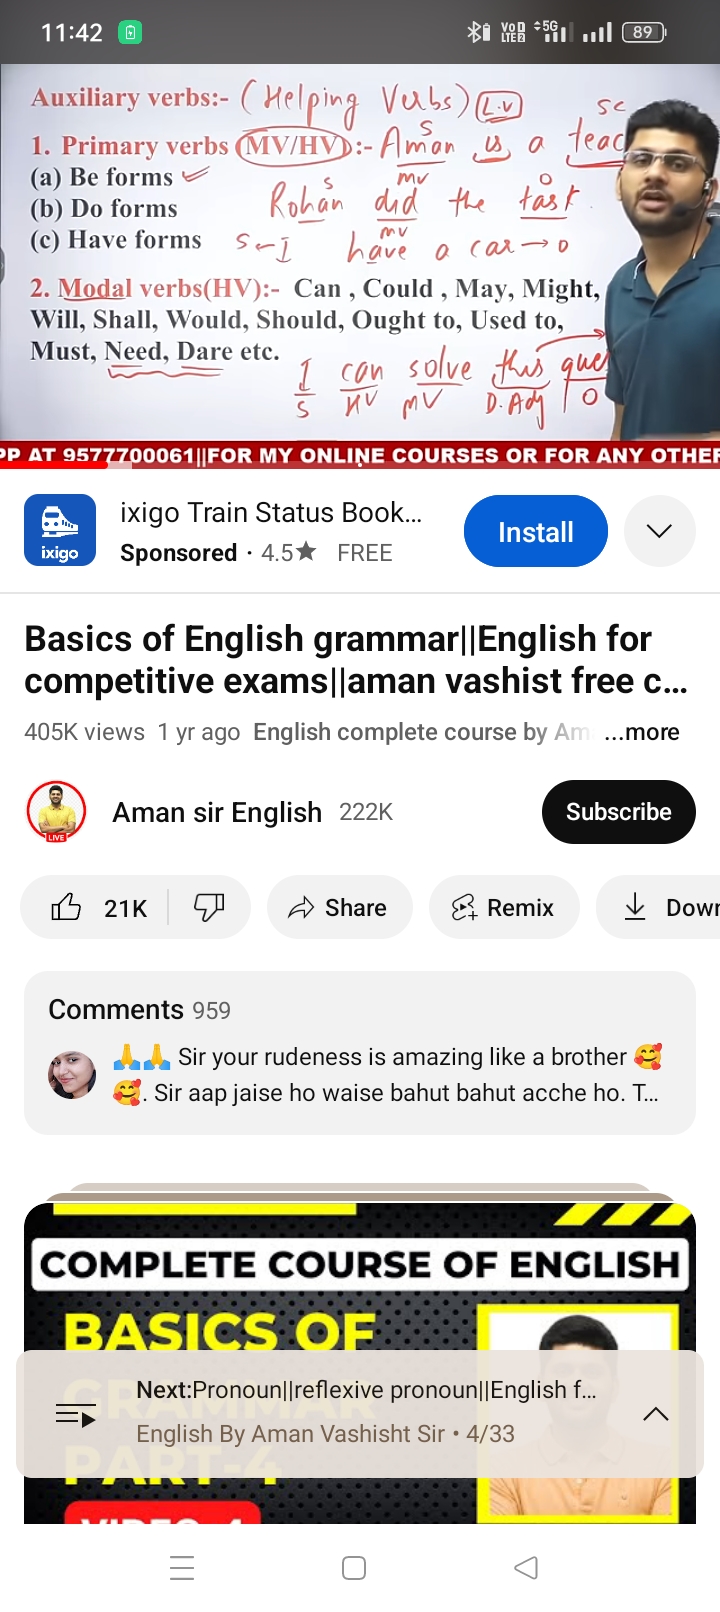 11:42
VoD LTE2 5G 89
Auxiliary verbs:- (Helping Verbs) L.V
SC
1. Primary verbs (MV/HV):- Aman is a teac
S
(a) Be forms
mv
(b) Do forms Rohan did the task.
S O
mv
(c) Have forms S←I have a car→O
2. Modal verbs(HV):- Can , Could , May, Might,
Will, Shall, Would, Should, Ought to, Used to,
Must, Need, Dare etc.
I can solve this que
S HV MV D.Adj O
PP AT 9577700061||FOR MY ONLINE COURSES OR FOR ANY OTHER
ixigo
ixigo Train Status Book...
Sponsored · 4.5★ FREE
Install
Basics of English grammar||English for
competitive exams||aman vashist free c...
405K views 1 yr ago English complete course by Am ...more
LIVE
Aman sir English 222K
Subscribe
21K Share Remix Down
Comments 959
🙏🙏 Sir your rudeness is amazing like a brother 🥰
🥰. Sir aap jaise ho waise bahut bahut acche ho. T...
COMPLETE COURSE OF ENGLISH
BASICS OF
GRAMMAR
PART-4
Next:Pronoun||reflexive pronoun||English f...
English By Aman Vashisht Sir • 4/33
VIDEO-4